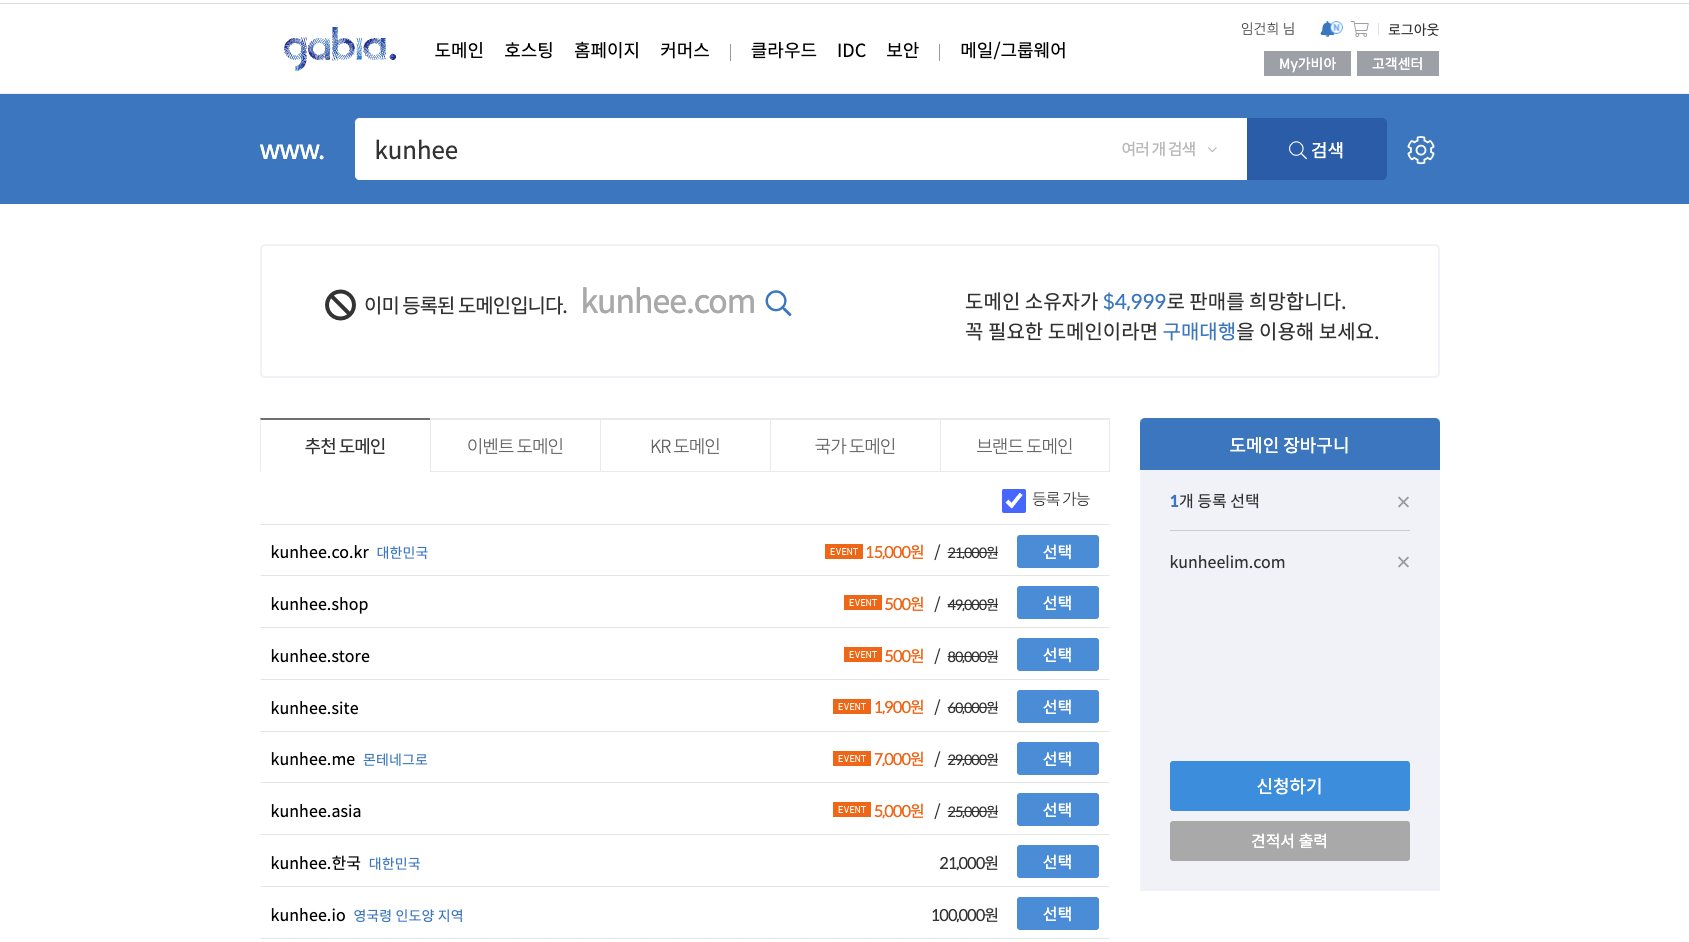 임건희 님 N 로그아웃
gabia. 도메인 호스팅 홈페이지 커머스 | 클라우드 IDC 보안 | 메일/그룹웨어
My가비아 고객센터
www. kunhee 여러 개 검색 검색
이미 등록된 도메인입니다. kunhee.com
도메인 소유자가 $4,999로 판매를 희망합니다.
꼭 필요한 도메인이라면 구매대행을 이용해 보세요.
추천 도메인 이벤트 도메인 KR 도메인 국가 도메인 브랜드 도메인
등록 가능
kunhee.co.kr 대한민국 EVENT 15,000원 / 21,000원 선택
kunhee.shop EVENT 500원 / 49,000원 선택
kunhee.store EVENT 500원 / 80,000원 선택
kunhee.site EVENT 1,900원 / 60,000원 선택
kunhee.me 몬테네그로 EVENT 7,000원 / 29,000원 선택
kunhee.asia EVENT 5,000원 / 25,000원 선택
kunhee.한국 대한민국 21,000원 선택
kunhee.io 영국령 인도양 지역 100,000원 선택
도메인 장바구니
1개 등록 선택
kunheelim.com
신청하기
견적서 출력